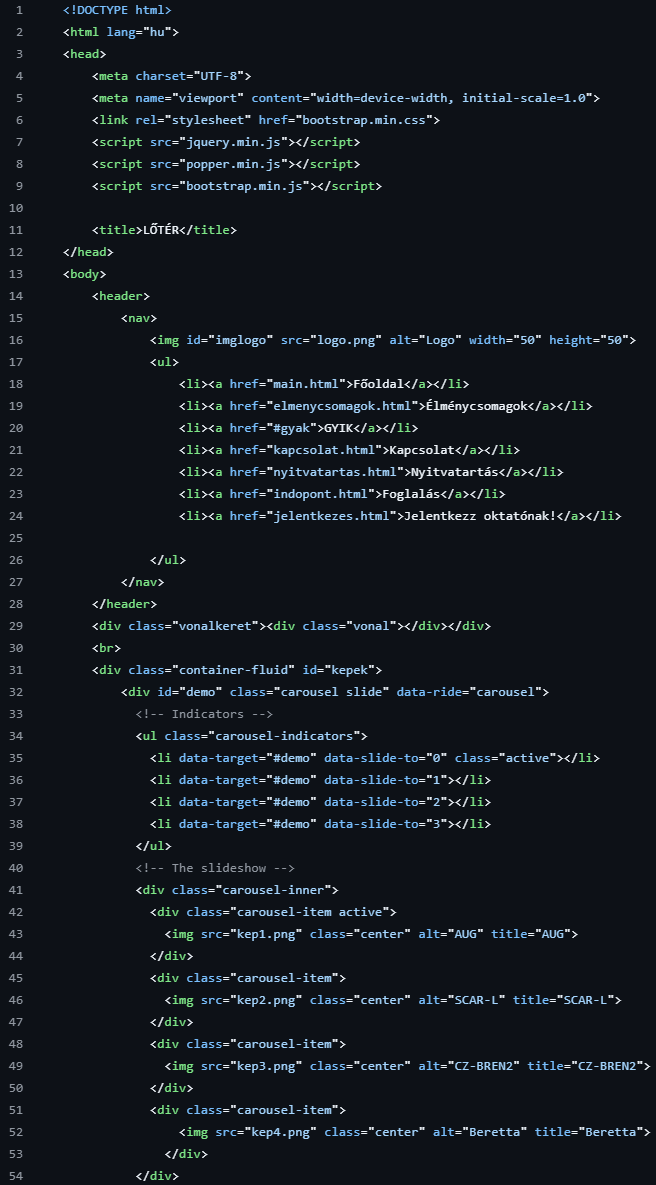 1 <!DOCTYPE html>
2 <html lang="hu">
3 <head>
4     <meta charset="UTF-8">
5     <meta name="viewport" content="width=device-width, initial-scale=1.0">
6     <link rel="stylesheet" href="bootstrap.min.css">
7     <script src="jquery.min.js"></script>
8     <script src="popper.min.js"></script>
9     <script src="bootstrap.min.js"></script>
10
11     <title>LŐTÉR</title>
12 </head>
13 <body>
14     <header>
15         <nav>
16             <img id="imglogo" src="logo.png" alt="Logo" width="50" height="50">
17             <ul>
18                 <li><a href="main.html">Főoldal</a></li>
19                 <li><a href="elmenycsomagok.html">Élménycsomagok</a></li>
20                 <li><a href="#gyak">GYIK</a></li>
21                 <li><a href="kapcsolat.html">Kapcsolat</a></li>
22                 <li><a href="nyitvatartas.html">Nyitvatartás</a></li>
23                 <li><a href="indopont.html">Foglalás</a></li>
24                 <li><a href="jelentkezes.html">Jelentkezz oktatónak!</a></li>
25
26             </ul>
27         </nav>
28     </header>
29     <div class="vonalkeret"><div class="vonal"></div></div>
30     <br>
31     <div class="container-fluid" id="kepek">
32         <div id="demo" class="carousel slide" data-ride="carousel">
33           <!-- Indicators -->
34           <ul class="carousel-indicators">
35             <li data-target="#demo" data-slide-to="0" class="active"></li>
36             <li data-target="#demo" data-slide-to="1"></li>
37             <li data-target="#demo" data-slide-to="2"></li>
38             <li data-target="#demo" data-slide-to="3"></li>
39           </ul>
40           <!-- The slideshow -->
41           <div class="carousel-inner">
42             <div class="carousel-item active">
43               <img src="kep1.png" class="center" alt="AUG" title="AUG">
44             </div>
45             <div class="carousel-item">
46               <img src="kep2.png" class="center" alt="SCAR-L" title="SCAR-L">
47             </div>
48             <div class="carousel-item">
49               <img src="kep3.png" class="center" alt="CZ-BREN2" title="CZ-BREN2">
50             </div>
51             <div class="carousel-item">
52                 <img src="kep4.png" class="center" alt="Beretta" title="Beretta">
53               </div>
54           </div>